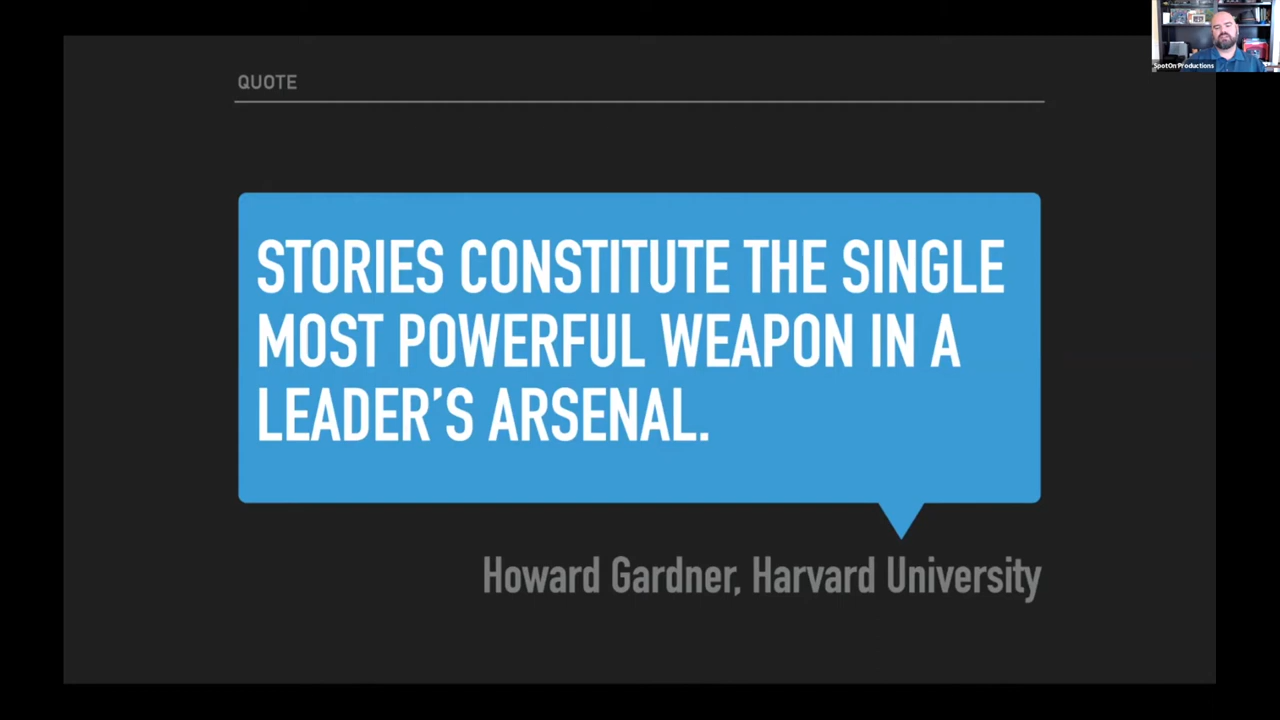 QUOTE
STORIES CONSTITUTE THE SINGLE
MOST POWERFUL WEAPON IN A
LEADER’S ARSENAL.
Howard Gardner, Harvard University
SpotOn Productions